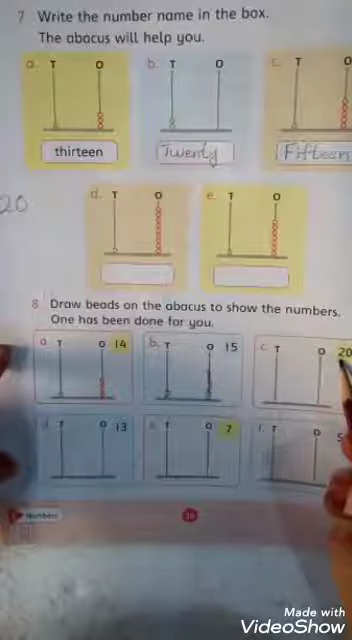 7 Write the number name in the box.
The abacus will help you.
a. T O
b. T O
c. T O
thirteen
Twenty
Fifteen
20
d. T O
e. T O
8 Draw beads on the abacus to show the numbers.
One has been done for you.
a. T O 14
b. T O 15
c. T O 20
d. T O 13
e. T O 7
f. T O 5
Numbers
Made with
VideoShow